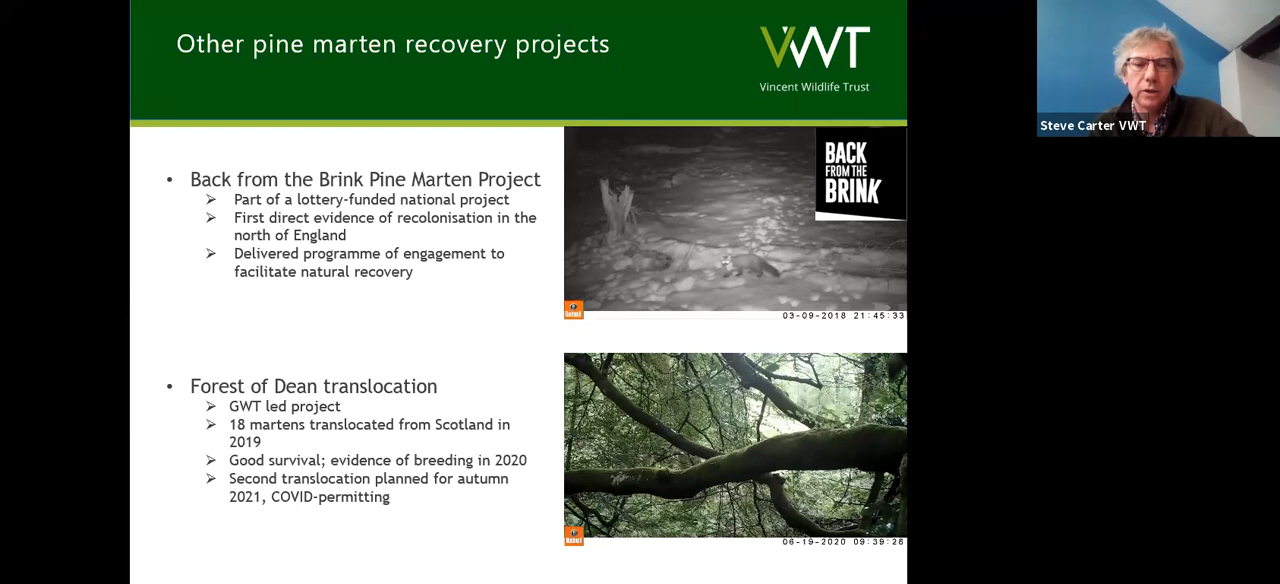 Other pine marten recovery projects
VWT
Vincent Wildlife Trust
Steve Carter VWT
• Back from the Brink Pine Marten Project
➢ Part of a lottery-funded national project
➢ First direct evidence of recolonisation in the
north of England
➢ Delivered programme of engagement to
facilitate natural recovery
BACK
FROM THE
BRINK
03-09-2018 21:45:33
• Forest of Dean translocation
➢ GWT led project
➢ 18 martens translocated from Scotland in
2019
➢ Good survival; evidence of breeding in 2020
➢ Second translocation planned for autumn
2021, COVID-permitting
06-19-2020 09:39:28